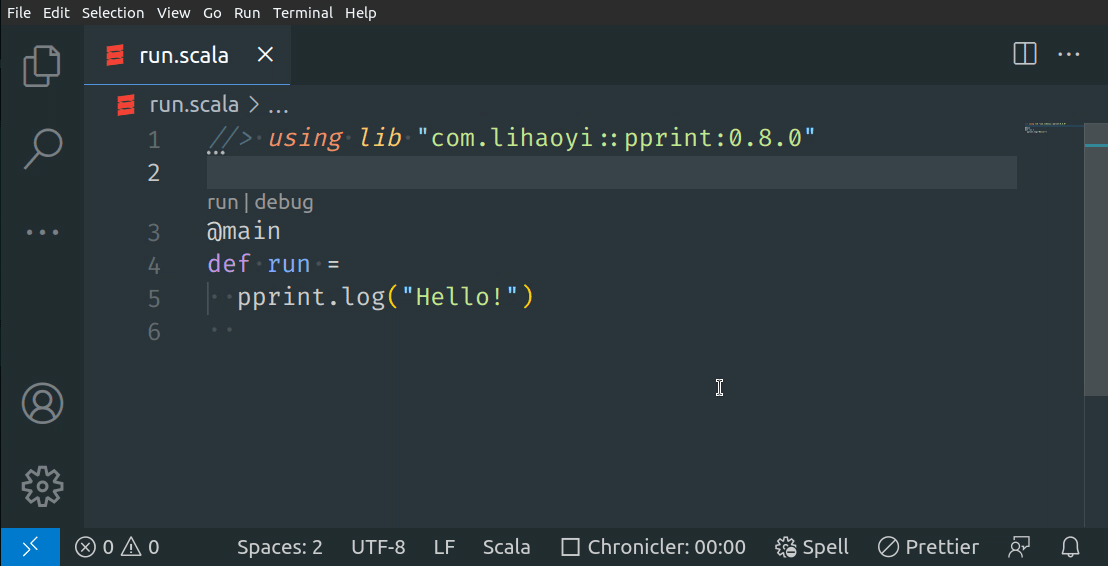 File Edit Selection View Go Run Terminal Help
run.scala
run.scala > ...
1 //> using lib "com.lihaoyi::pprint:0.8.0"
2
run | debug
3 @main
4 def run =
5   pprint.log("Hello!")
6
0 0 Spaces: 2 UTF-8 LF Scala Chronicler: 00:00 Spell Prettier